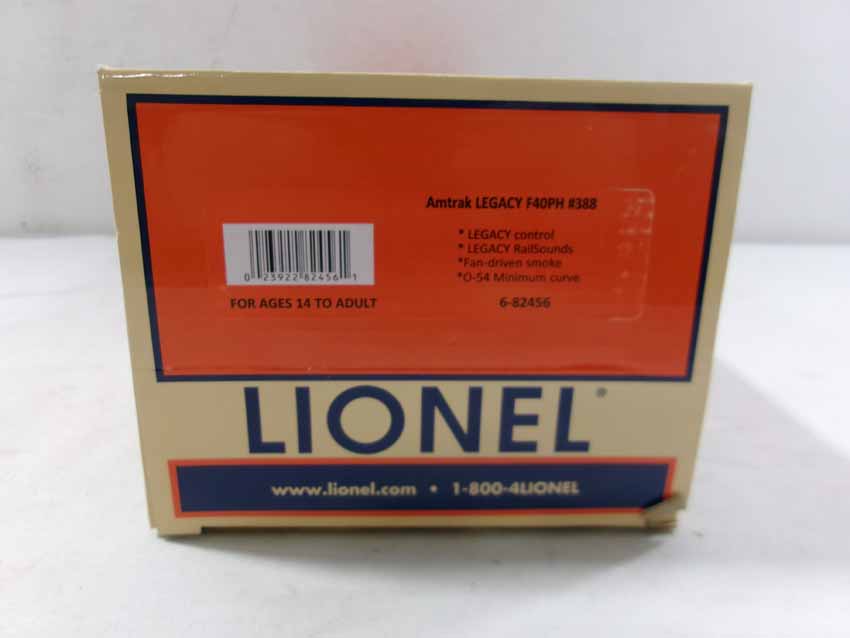 Amtrak LEGACY F40PH #388
* LEGACY control
* LEGACY RailSounds
*Fan-driven smoke
*O-54 Minimum curve
6-82456
0 23922 82456 1
FOR AGES 14 TO ADULT
LIONEL®
www.lionel.com • 1-800-4LIONEL